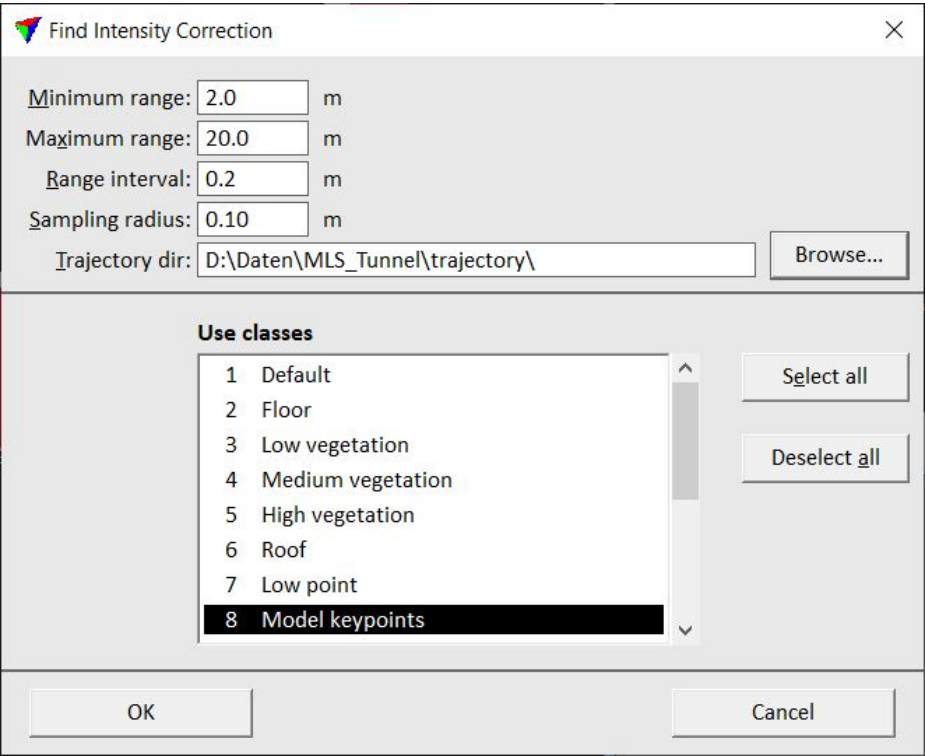 Find Intensity Correction
Minimum range: 2.0 m
Maximum range: 20.0 m
Range interval: 0.2 m
Sampling radius: 0.10 m
Trajectory dir: D:\Daten\MLS_Tunnel\trajectory\ Browse...
Use classes
1 Default Select all
2 Floor
3 Low vegetation
4 Medium vegetation Deselect all
5 High vegetation
6 Roof
7 Low point
8 Model keypoints
OK Cancel